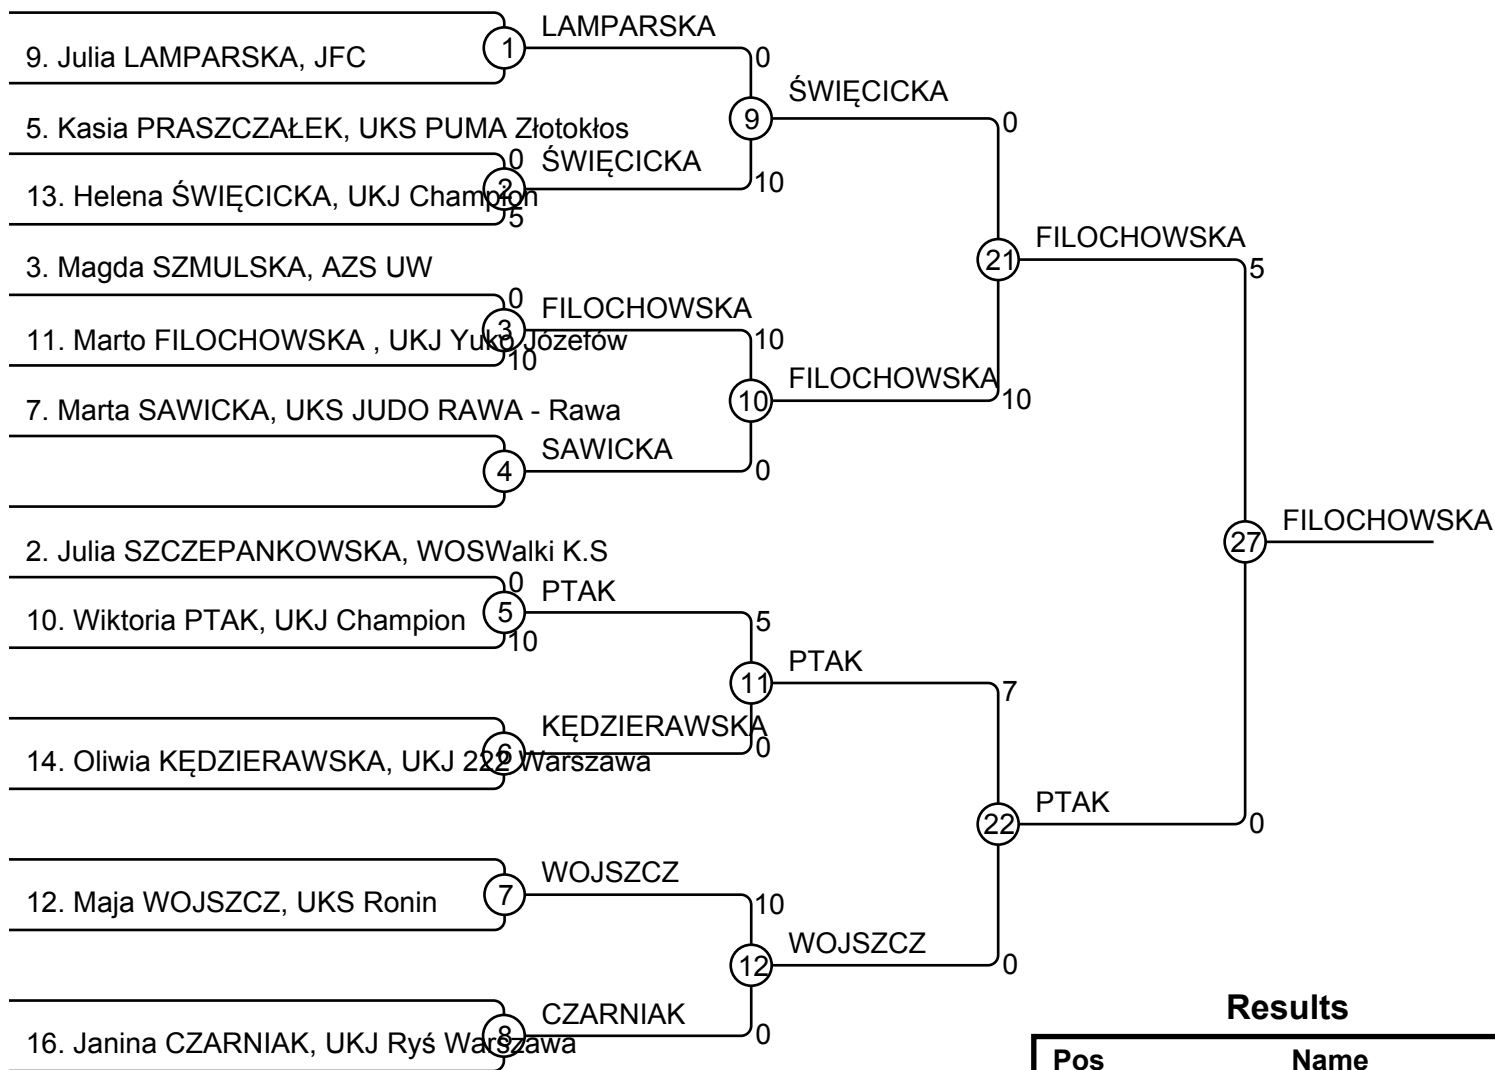 LAMPARSKA
9. Julia LAMPARSKA, JFC
1
0
ŚWIĘCICKA
9
0
5. Kasia PRASZCZAŁEK, UKS PUMA Złotokłos
0
ŚWIĘCICKA
10
13. Helena ŚWIĘCICKA, UKJ Champion
2
5
FILOCHOWSKA
21
5
3. Magda SZMULSKA, AZS UW
0
FILOCHOWSKA
10
11. Marto FILOCHOWSKA , UKJ Yuko Józefów
3
10
FILOCHOWSKA
10
10
7. Marta SAWICKA, UKS JUDO RAWA - Rawa
SAWICKA
4
0
FILOCHOWSKA
27
2. Julia SZCZEPANKOWSKA, WOSWalki K.S
0
PTAK
5
10. Wiktoria PTAK, UKJ Champion
5
10
PTAK
11
7
KĘDZIERAWSKA
0
14. Oliwia KĘDZIERAWSKA, UKJ 222 Warszawa
6
PTAK
22
0
WOJSZCZ
12. Maja WOJSZCZ, UKS Ronin
7
10
WOJSZCZ
12
0
CZARNIAK
16. Janina CZARNIAK, UKJ Ryś Warszawa
8
0
Results
Pos Name